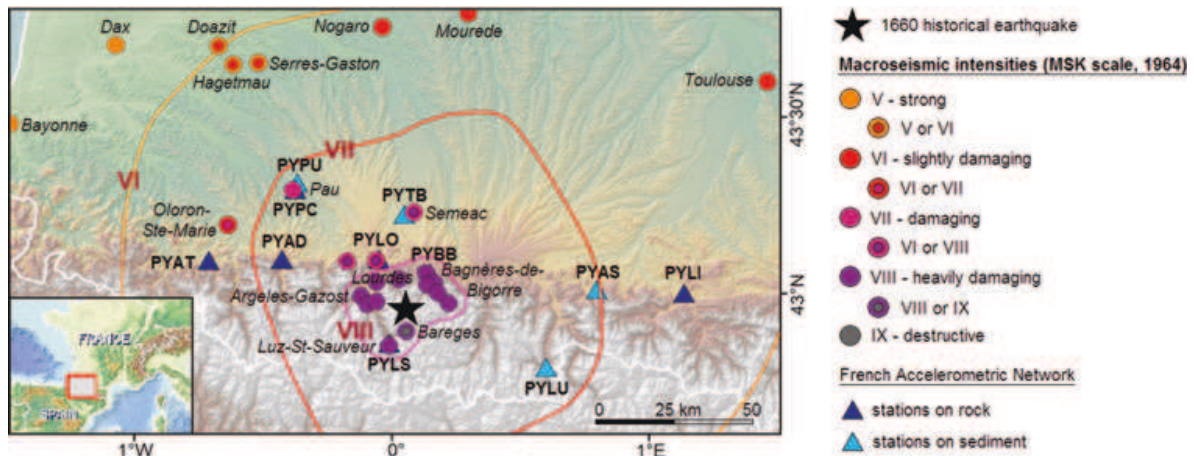 Dax
Doazit
Nogaro
Mourede
Hagetmau
Serres-Gaston
Toulouse
Bayonne
43°30'N
VI
VII
PYPU
Pau
PYPC
PYTB
Semeac
Oloron-
Ste-Marie
PYAT
PYAD
PYLO
PYBB
Lourdes
Bagnères-de-
Bigorre
PYAS
PYLI
43°N
Argeles-Gazost
VIII
Bareges
Luz-St-Sauveur
PYLS
PYLU
FRANCE
SPAIN
0 25 km 50
1°W
0°
1°E
1660 historical earthquake
Macroseismic intensities (MSK scale, 1964)
V - strong
V or VI
VI - slightly damaging
VI or VII
VII - damaging
VI or VIII
VIII - heavily damaging
VIII or IX
IX - destructive
French Accelerometric Network
stations on rock
stations on sediment